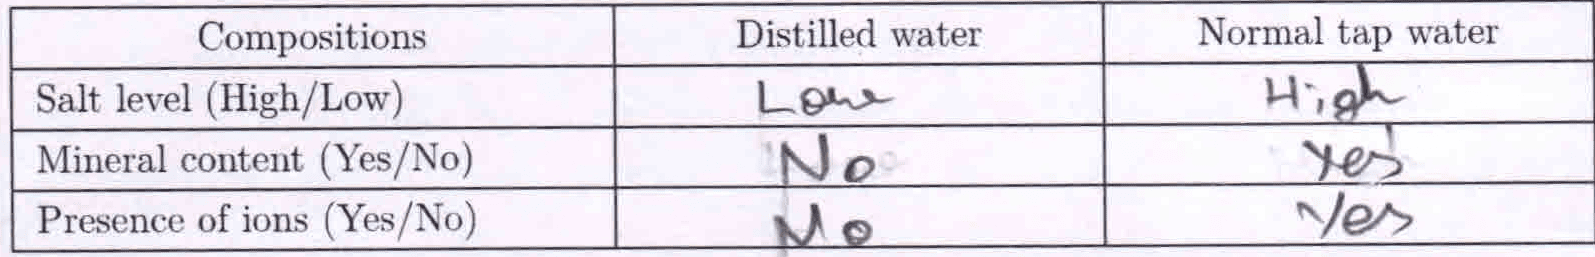 Compositions Distilled water Normal tap water
Salt level (High/Low) Low High
Mineral content (Yes/No) No Yes
Presence of ions (Yes/No) No Yes